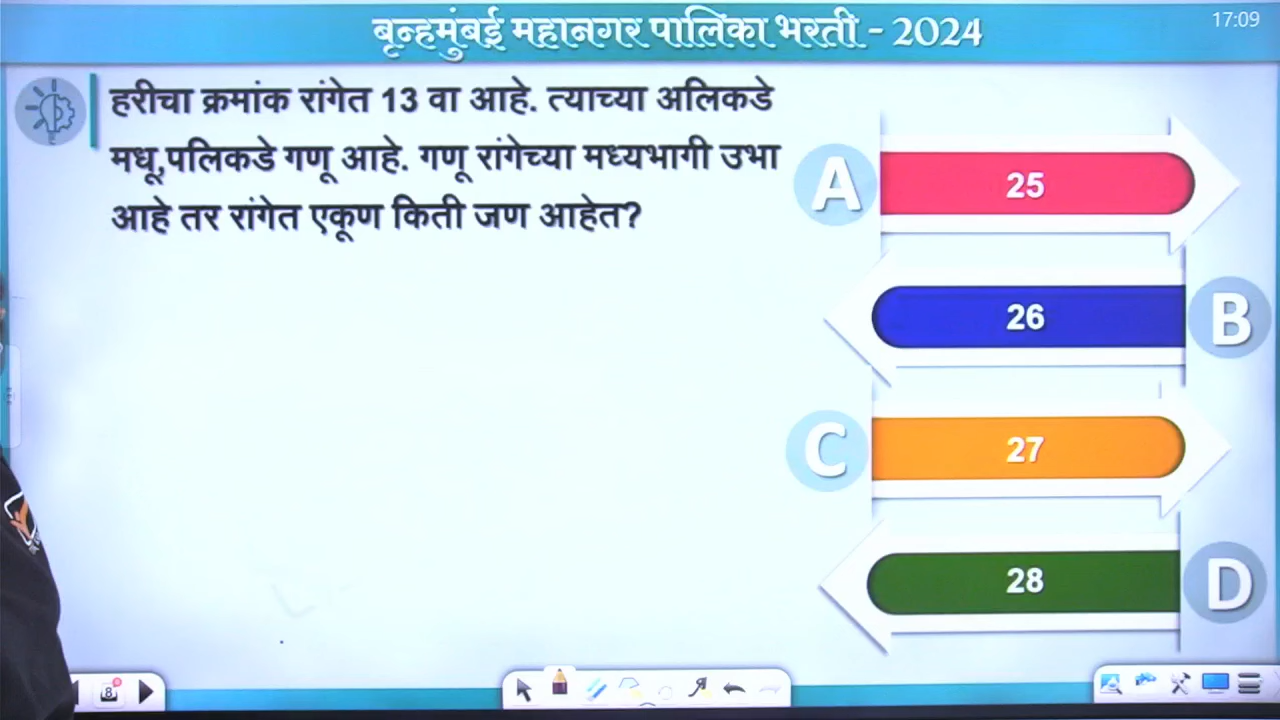 बृन्हमुंबई महानगर पालिका भरती - 2024
17:09
हरीचा क्रमांक रांगेत 13 वा आहे. त्याच्या अलिकडे
मधू,पलिकडे गणू आहे. गणू रांगेच्या मध्यभागी उभा
आहे तर रांगेत एकूण किती जण आहेत?
A
25
26
B
C
27
28
D
8